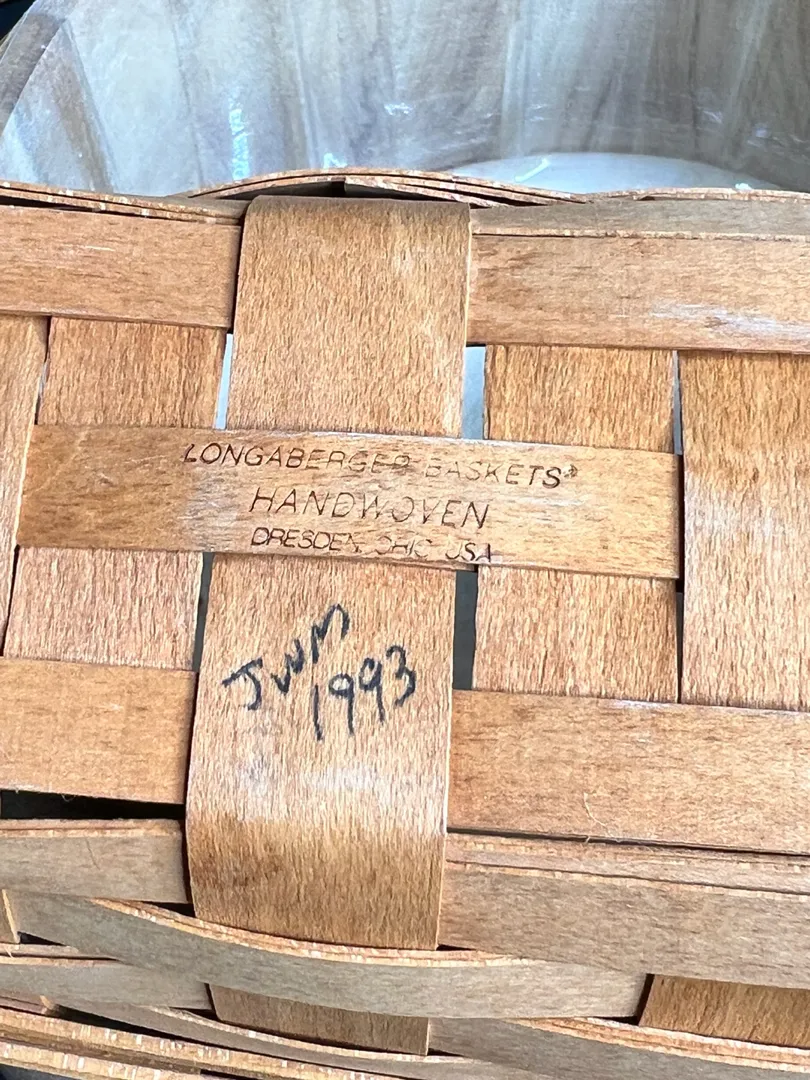 LONGABERGER BASKETS®
HANDWOVEN
DRESDEN, OHIO USA
JWM
1993